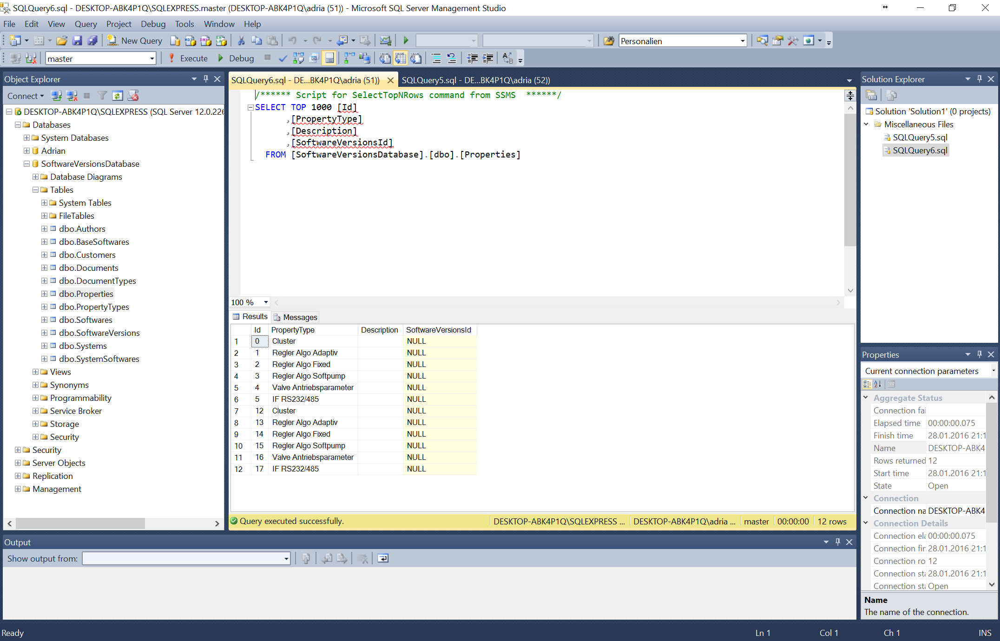 SQLQuery6.sql - DESKTOP-ABK4P1Q\SQLEXPRESS.master (DESKTOP-ABK4P1Q\adria (51)) - Microsoft SQL Server Management Studio
File Edit View Query Project Debug Tools Window Help
New Query
Personalien
master
Execute
Debug
Object Explorer
Connect
DESKTOP-ABK4P1Q\SQLEXPRESS (SQL Server 12.0.226
Databases
System Databases
Adrian
SoftwareVersionsDatabase
Database Diagrams
Tables
System Tables
FileTables
dbo.Authors
dbo.BaseSoftwares
dbo.Customers
dbo.Documents
dbo.DocumentTypes
dbo.Properties
dbo.PropertyTypes
dbo.Softwares
dbo.SoftwareVersions
dbo.Systems
dbo.SystemSoftwares
Views
Synonyms
Programmability
Service Broker
Storage
Security
Security
Server Objects
Replication
Management
SQLQuery6.sql - DE...BK4P1Q\adria (51))
SQLQuery5.sql - DE...BK4P1Q\adria (52))
/****** Script for SelectTopNRows command from SSMS  ******/
SELECT TOP 1000 [Id]
,[PropertyType]
,[Description]
,[SoftwareVersionsId]
FROM [SoftwareVersionsDatabase].[dbo].[Properties]
100 %
Results
Messages
Id PropertyType Description SoftwareVersionsId
1 0 Cluster NULL
2 1 Regler Algo Adaptiv NULL
3 2 Regler Algo Fixed NULL
4 3 Regler Algo Softpump NULL
5 4 Valve Antriebsparameter NULL
6 5 IF RS232/485 NULL
7 12 Cluster NULL
8 13 Regler Algo Adaptiv NULL
9 14 Regler Algo Fixed NULL
10 15 Regler Algo Softpump NULL
11 16 Valve Antriebsparameter NULL
12 17 IF RS232/485 NULL
Query executed successfully.
DESKTOP-ABK4P1Q\SQLEXPRESS ...
DESKTOP-ABK4P1Q\adria ...
master
00:00:00
12 rows
Output
Show output from:
Solution Explorer
Solution 'Solution1' (0 projects)
Miscellaneous Files
SQLQuery5.sql
SQLQuery6.sql
Properties
Current connection parameters
Aggregate Status
Connection fai
Elapsed time 00:00:00.075
Finish time 28.01.2016 21:1
Name DESKTOP-ABK4
Rows returned 12
Start time 28.01.2016 21:1
State Open
Connection
Connection na DESKTOP-ABK4
Connection Details
Connection ela 00:00:00.075
Connection fin 28.01.2016 21:1
Connection ro 12
Connection sta 28.01.2016 21:1
Connection sta Open
Name
The name of the connection.
Ready
Ln 1
Col 1
Ch 1
INS